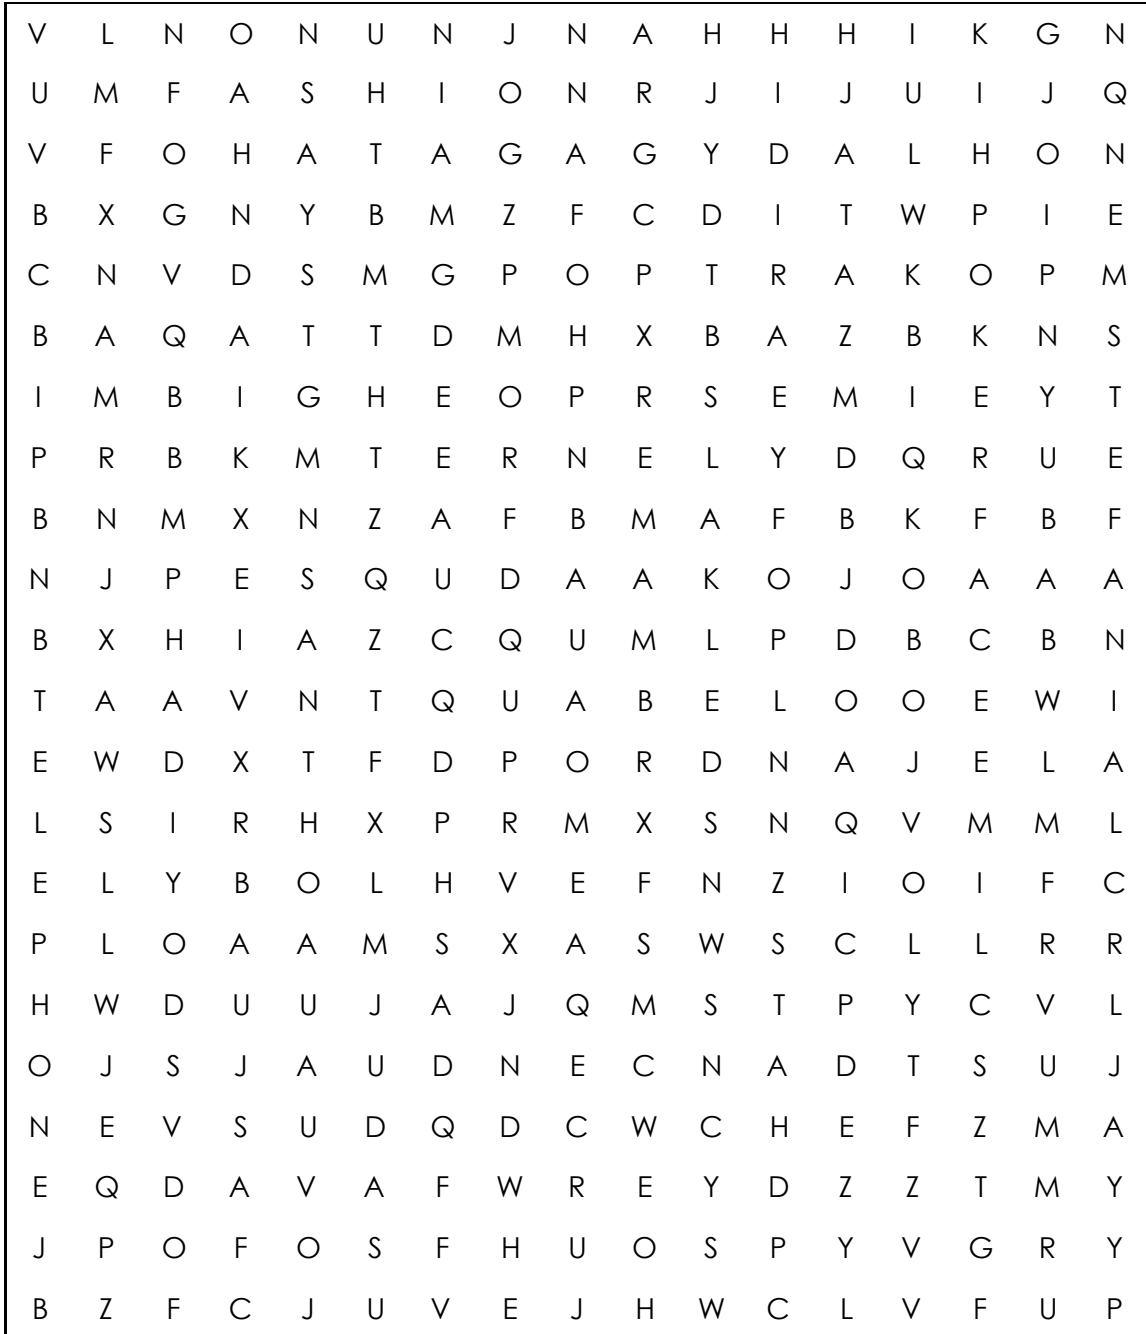 V L N O N U N J N A H H H I K G N
U M F A S H I O N R J I J U I J Q
V F O H A T A G A G Y D A L H O N
B X G N Y B M Z F C D I T W P I E
C N V D S M G P O P T R A K O P M
B A Q A T T D M H X B A Z B K N S
I M B I G H E O P R S E M I E Y T
P R B K M T E R N E L Y D Q R U E
B N M X N Z A F B M A F B K F B F
N J P E S Q U D A A K O J O A A A
B X H I A Z C Q U M L P D B C B N
T A A V N T Q U A B E L O O E W I
E W D X T F D P O R D N A J E L A
L S I R H X P R M X S N Q V M M L
E L Y B O L H V E F N Z I O I F C
P L O A A M S X A S W S C L L R R
H W D U U J A J Q M S T P Y C V L
O J S J A U D N E C N A D T S U J
N E V S U D Q D C W C H E F Z M A
E Q D A V A F W R E Y D Z Z T M Y
J P O F O S F H U O S P Y V G R Y
B Z F C J U V E J H W C L V F U P